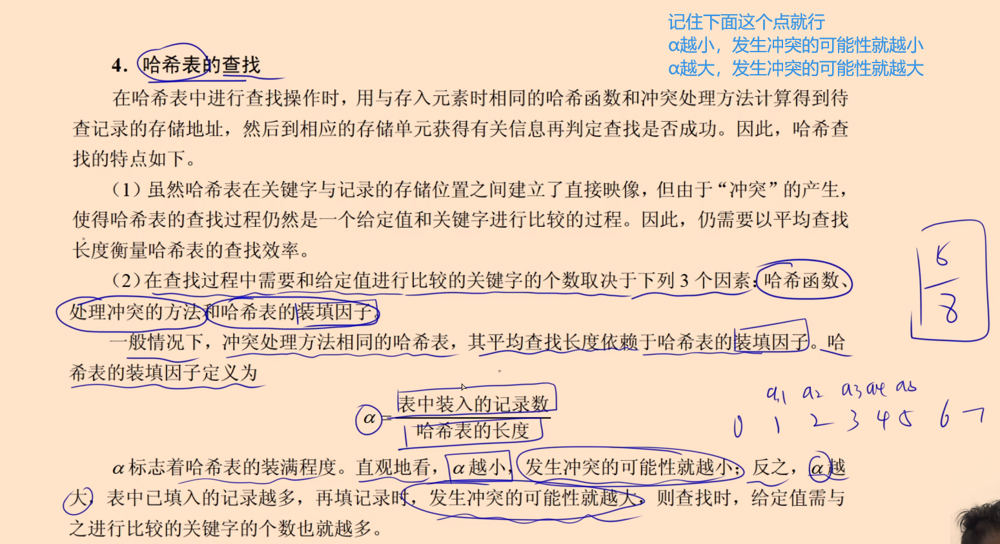 记住下面这个点就行
α越小，发生冲突的可能性就越小
α越大，发生冲突的可能性就越大
4. 哈希表的查找
在哈希表中进行查找操作时，用与存入元素时相同的哈希函数和冲突处理方法计算得到待
查记录的存储地址，然后到相应的存储单元获得有关信息再判定查找是否成功。因此，哈希查
找的特点如下。
（1）虽然哈希表在关键字与记录的存储位置之间建立了直接映像，但由于“冲突”的产生，
使得哈希表的查找过程仍然是一个给定值和关键字进行比较的过程。因此，仍需要以平均查找
长度衡量哈希表的查找效率。
（2）在查找过程中需要和给定值进行比较的关键字的个数取决于下列 3 个因素：哈希函数、
处理冲突的方法和哈希表的装填因子。
一般情况下，冲突处理方法相同的哈希表，其平均查找长度依赖于哈希表的装填因子。哈
希表的装填因子定义为
α = 表中装入的记录数
哈希表的长度
α 标志着哈希表的装满程度。直观地看，α 越小，发生冲突的可能性就越小；反之，α 越
大，表中已填入的记录越多，再填记录时，发生冲突的可能性就越大，则查找时，给定值需与
之进行比较的关键字的个数也就越多。
8
a1 a2 a3 a4 a5
0 1 2 3 4 5 6 7